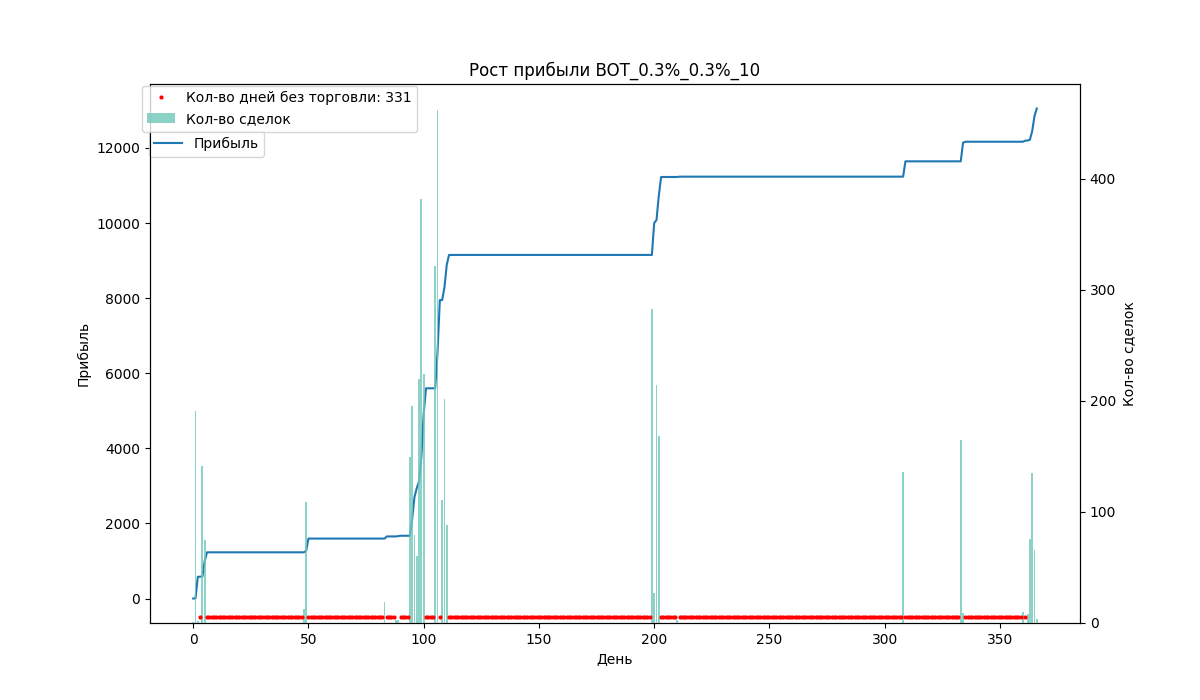 Рост прибыли BOT_0.3%_0.3%_10
Кол-во дней без торговли: 331
Кол-во сделок
Прибыль
12000
10000
8000
6000
4000
2000
0
Прибыль
400
300
200
100
0
Кол-во сделок
0 50 100 150 200 250 300 350
День